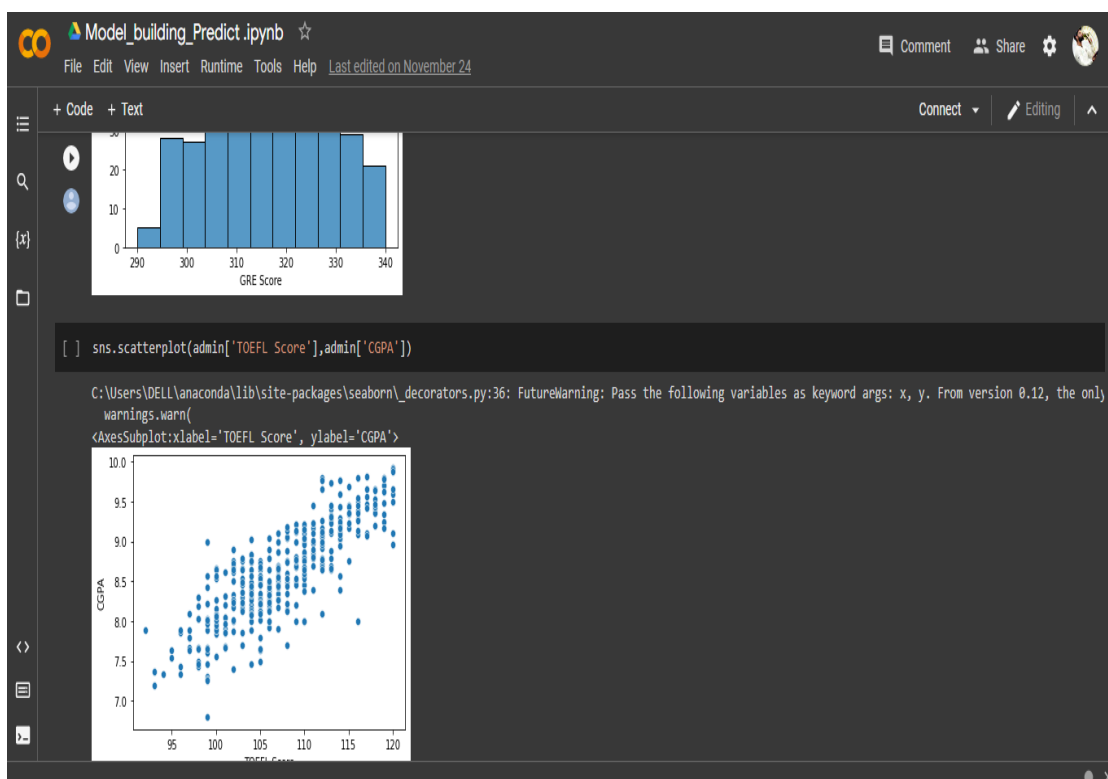 Model_building_Predict.ipynb
Comment Share
File Edit View Insert Runtime Tools Help Last edited on November 24
+ Code + Text
Connect Editing
30
20
10
0
290 300 310 320 330 340
GRE Score
{x}
[ ] sns.scatterplot(admin['TOEFL Score'],admin['CGPA'])
C:\Users\DELL\anaconda\lib\site-packages\seaborn\_decorators.py:36: FutureWarning: Pass the following variables as keyword args: x, y. From version 0.12, the only
warnings.warn(
<AxesSubplot:xlabel='TOEFL Score', ylabel='CGPA'>
10.0
9.5
9.0
8.5
CGPA
8.0
7.5
7.0
95 100 105 110 115 120
TOEFL Score